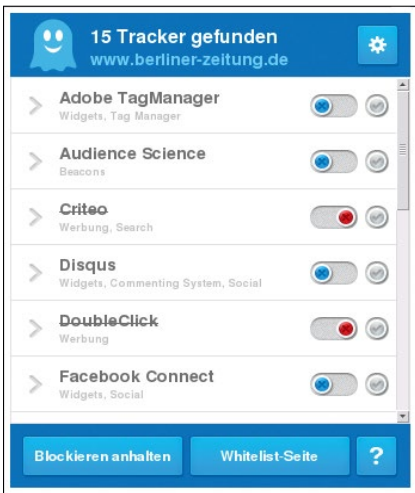 15 Tracker gefunden
www.berliner-zeitung.de
Adobe TagManager
Widgets, Tag Manager
Audience Science
Beacons
Criteo
Werbung, Search
Disqus
Widgets, Commenting System, Social
DoubleClick
Werbung
Facebook Connect
Widgets, Social
Blockieren anhalten
Whitelist-Seite
?